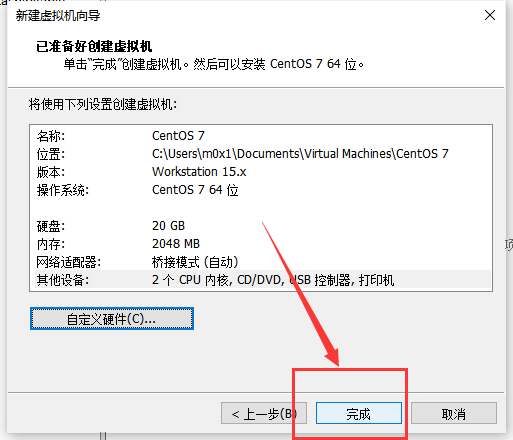 新建虚拟机向导
已准备好创建虚拟机
单击“完成”创建虚拟机。然后可以安装 CentOS 7 64 位。
将使用下列设置创建虚拟机:
名称: CentOS 7
位置: C:\Users\m0x1\Documents\Virtual Machines\CentOS 7
版本: Workstation 15.x
操作系统: CentOS 7 64 位
硬盘: 20 GB
内存: 2048 MB
网络适配器: 桥接模式 (自动)
其他设备: 2 个 CPU 内核, CD/DVD, USB 控制器, 打印机
自定义硬件(C)...
< 上一步(B) 完成 取消
项